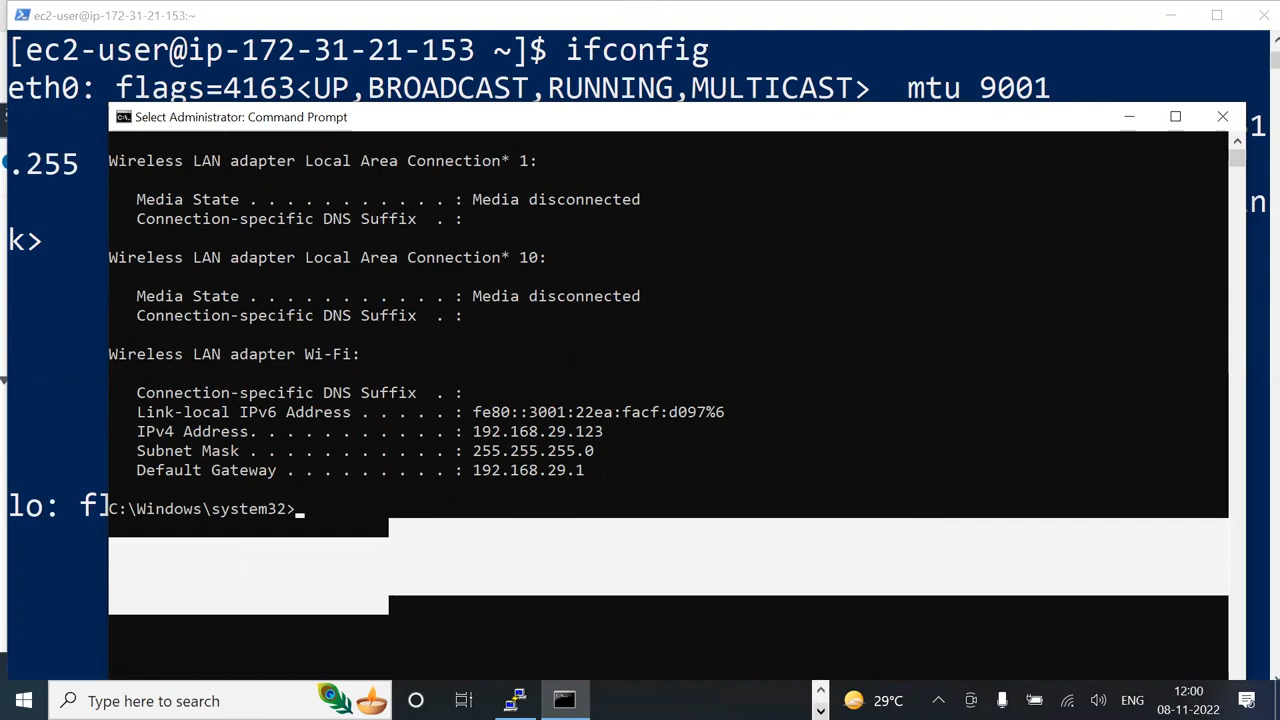 ec2-user@ip-172-31-21-153:~
[ec2-user@ip-172-31-21-153 ~]$ ifconfig
eth0: flags=4163<UP,BROADCAST,RUNNING,MULTICAST>  mtu 9001
Select Administrator: Command Prompt
.255
k>
lo: fl
Wireless LAN adapter Local Area Connection* 1:
Media State . . . . . . . . . . . : Media disconnected
Connection-specific DNS Suffix  . :
Wireless LAN adapter Local Area Connection* 10:
Media State . . . . . . . . . . . : Media disconnected
Connection-specific DNS Suffix  . :
Wireless LAN adapter Wi-Fi:
Connection-specific DNS Suffix  . :
Link-local IPv6 Address . . . . . : fe80::3001:22ea:facf:d097%6
IPv4 Address. . . . . . . . . . . : 192.168.29.123
Subnet Mask . . . . . . . . . . . : 255.255.255.0
Default Gateway . . . . . . . . . : 192.168.29.1
C:\Windows\system32>
Type here to search
29°C
ENG
12:00
08-11-2022